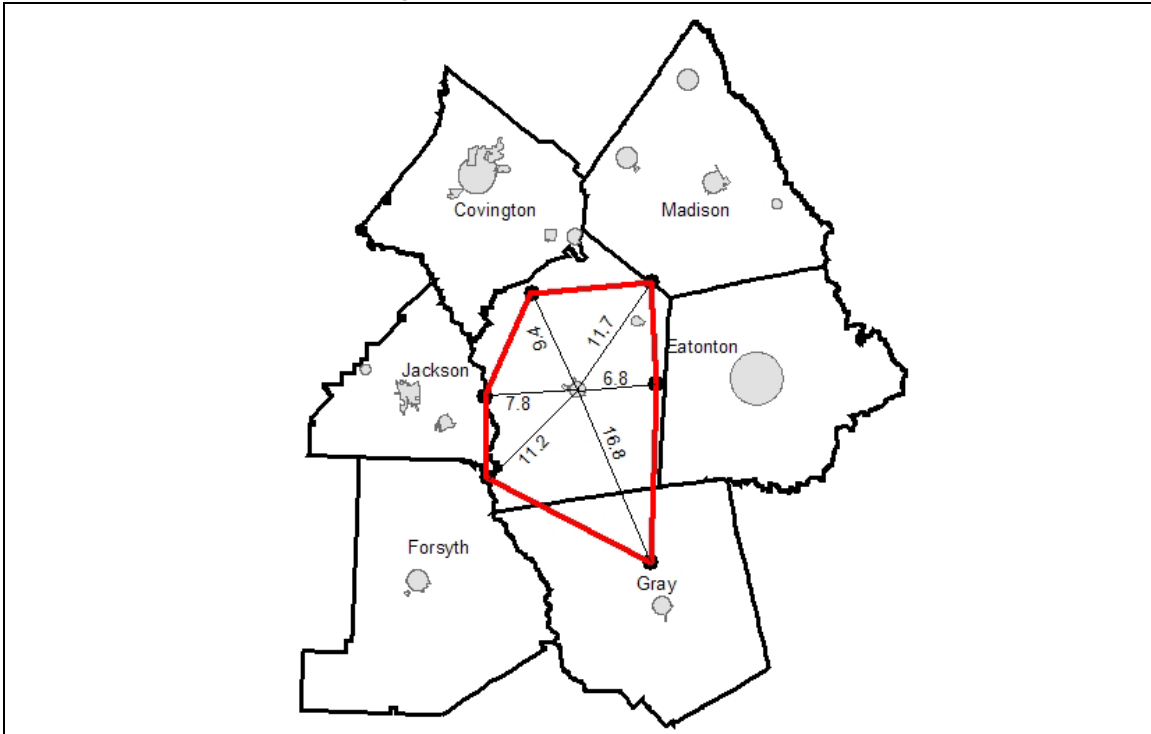 Covington
Madison
9.4
11.7
Eatonton
Jackson
6.8
7.8
11.2
16.8
Forsyth
Gray